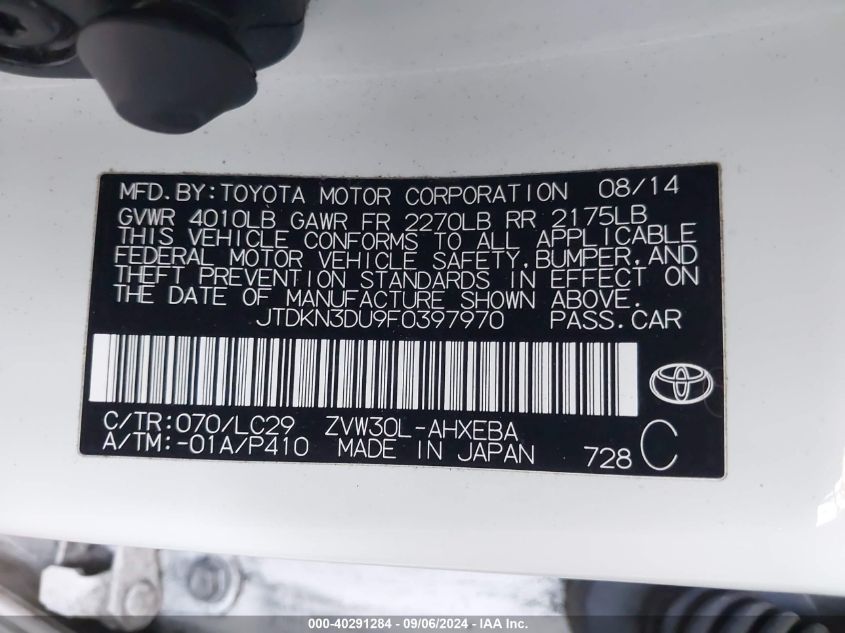 MFD.BY:TOYOTA MOTOR CORPORATION 08/14
GVWR 4010LB GAWR FR 2270LB RR 2175LB
THIS VEHICLE CONFORMS TO ALL APPLICABLE
FEDERAL MOTOR VEHICLE SAFETY,BUMPER,AND
THEFT PREVENTION STANDARDS IN EFFECT ON
THE DATE OF MANUFACTURE SHOWN ABOVE.
JTDKN3DU9F0397970 PASS.CAR
C/TR:070/LC29 ZVW30L-AHXEBA
A/TM:-01A/P410 MADE IN JAPAN 728 C
000-40291284 - 09/06/2024 - IAA Inc.